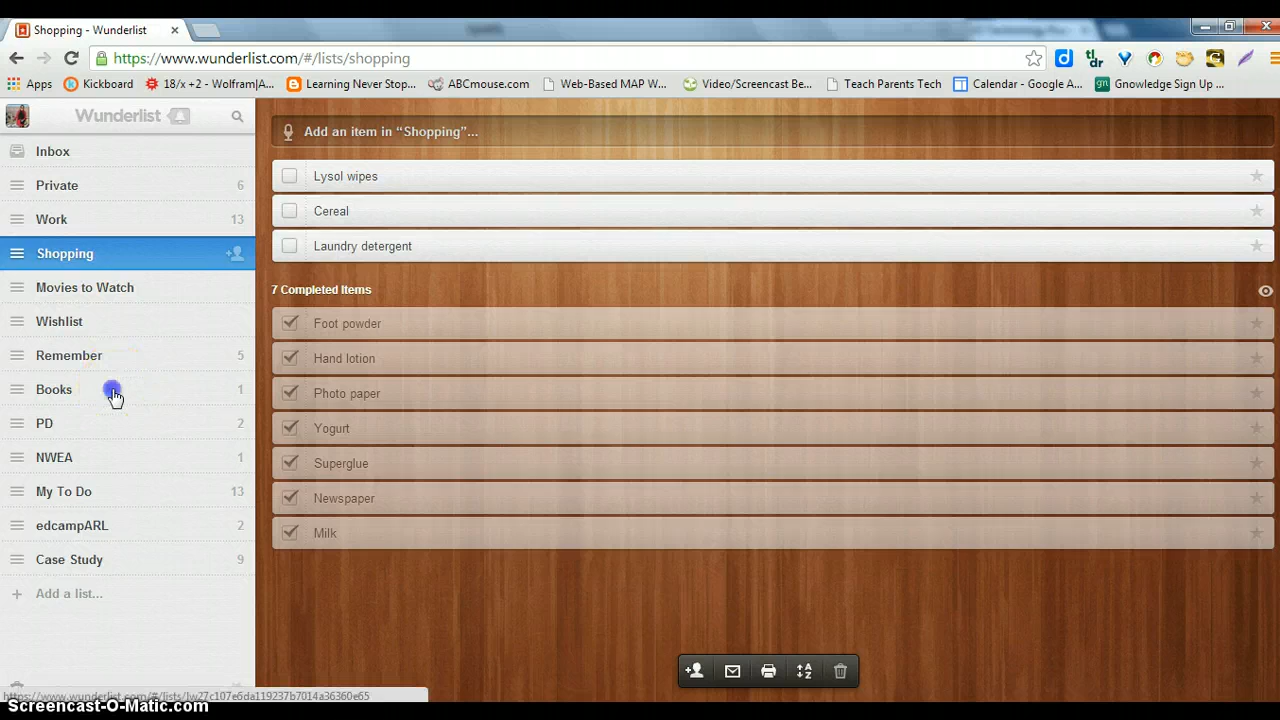 Shopping - Wunderlist
https://www.wunderlist.com/#/lists/shopping
Apps Kickboard 18/x +2 - Wolfram|A... Learning Never Stop... ABCmouse.com Web-Based MAP W... Video/Screencast Be... Teach Parents Tech Calendar - Google A... Gnowledge Sign Up ...
Wunderlist
Inbox
Private 6
Work 13
Shopping
Movies to Watch
Wishlist
Remember 5
Books 1
PD 2
NWEA 1
My To Do 13
edcampARL 2
Case Study 9
+ Add a list...
Add an item in “Shopping”...
Lysol wipes
Cereal
Laundry detergent
7 Completed Items
Foot powder
Hand lotion
Photo paper
Yogurt
Superglue
Newspaper
Milk
A
Z
Screencast-O-Matic.com